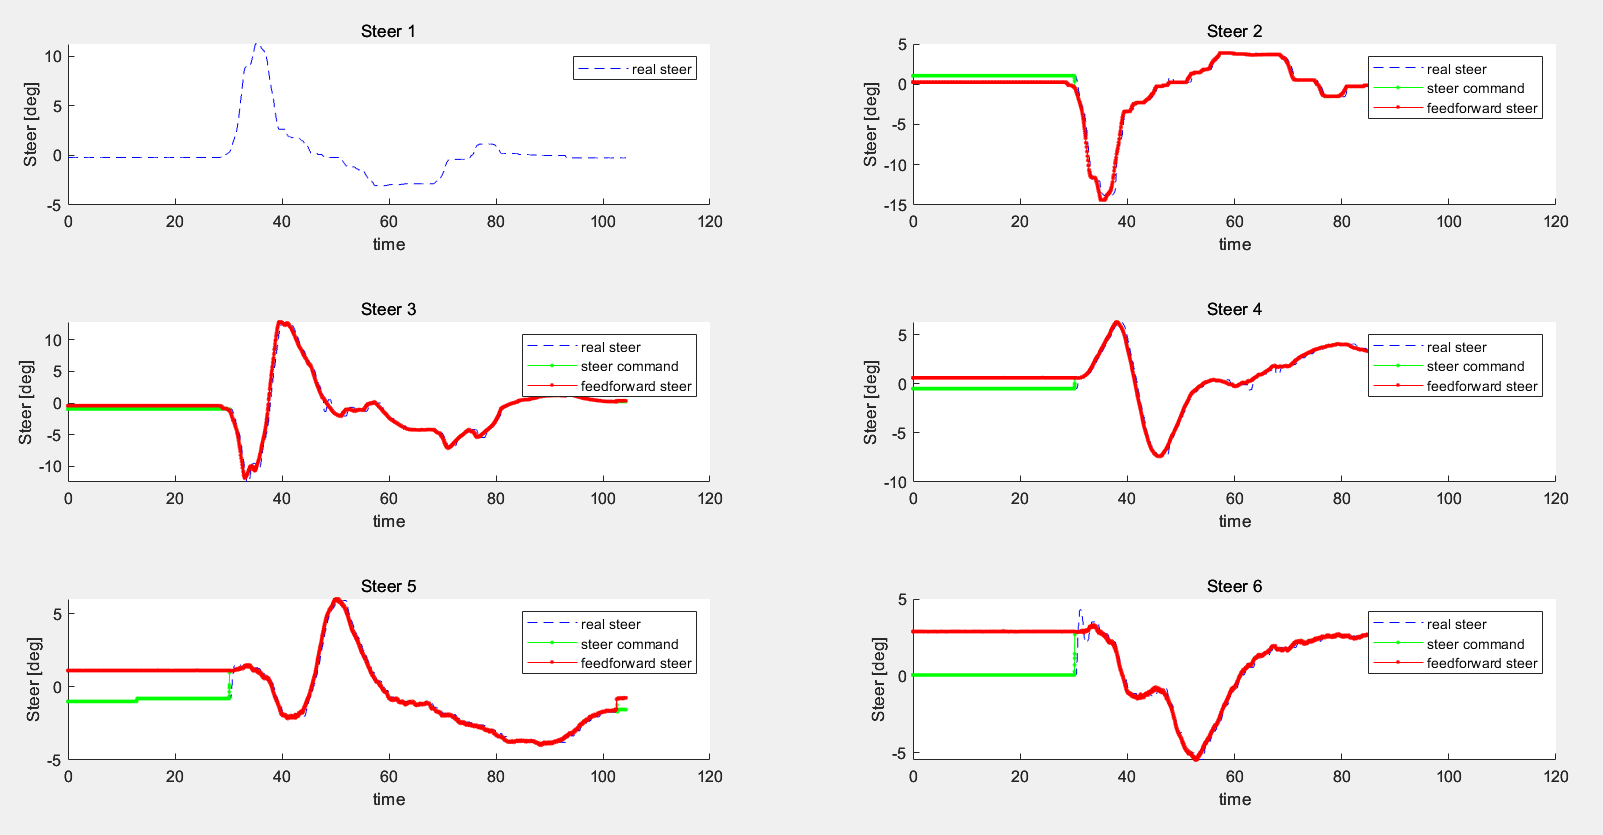 Steer 1
Steer [deg]
10
5
0
-5
real steer
0 20 40 60 80 100 120
time
Steer 2
Steer [deg]
5
0
-5
-10
-15
real steer
steer command
feedforward steer
0 20 40 60 80 100 120
time
Steer 3
Steer [deg]
10
5
0
-5
-10
real steer
steer command
feedforward steer
0 20 40 60 80 100 120
time
Steer 4
Steer [deg]
5
0
-5
-10
real steer
steer command
feedforward steer
0 20 40 60 80 100 120
time
Steer 5
Steer [deg]
5
0
-5
real steer
steer command
feedforward steer
0 20 40 60 80 100 120
time
Steer 6
Steer [deg]
5
0
-5
real steer
steer command
feedforward steer
0 20 40 60 80 100 120
time